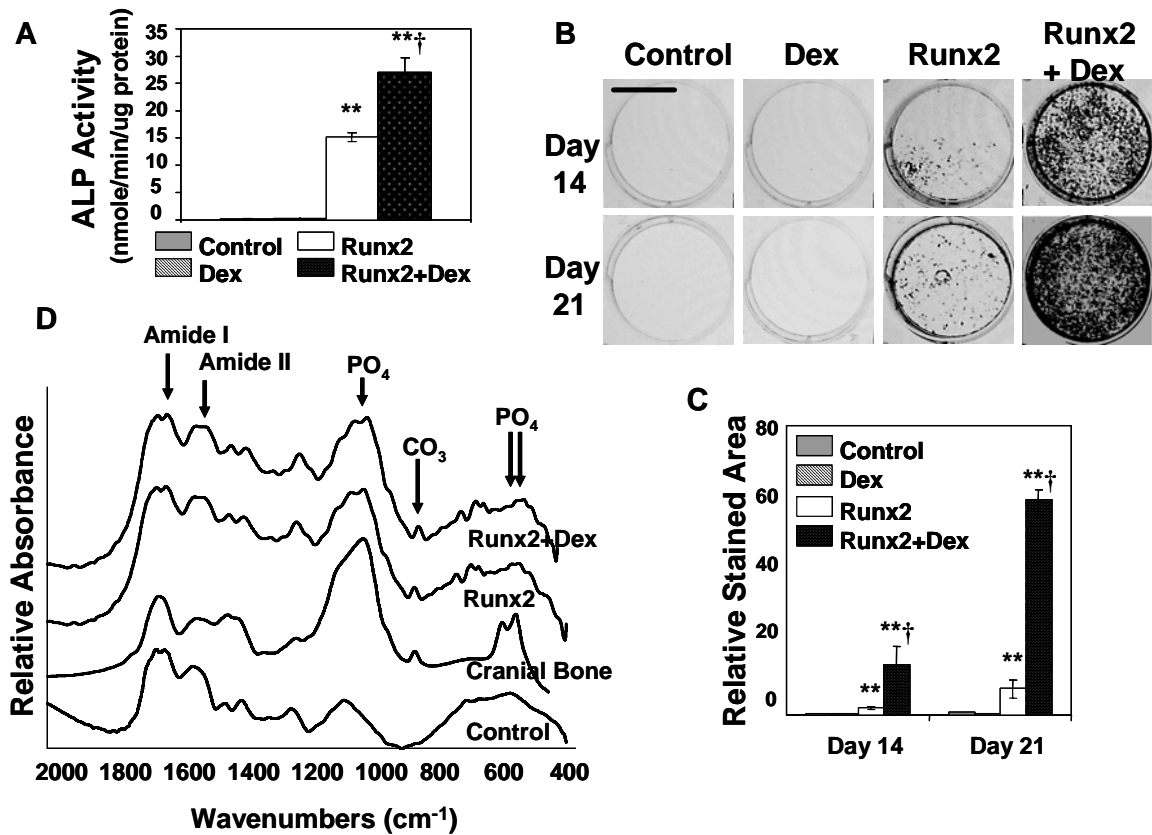 A
ALP Activity
(nmole/min/ug protein)
35
30
25
20
15
10
5
0
**
**†
Control
Runx2
Dex
Runx2+Dex
B
Control
Dex
Runx2
Runx2
+ Dex
Day
14
Day
21
D
Relative Absorbance
Amide I
Amide II
PO4
CO3
PO4
Runx2+Dex
Runx2
Cranial Bone
Control
2000 1800 1600 1400 1200 1000 800 600 400
Wavenumbers (cm-1)
C
Relative Stained Area
80
60
40
20
0
Control
Dex
Runx2
Runx2+Dex
**
**†
**
**†
Day 14
Day 21